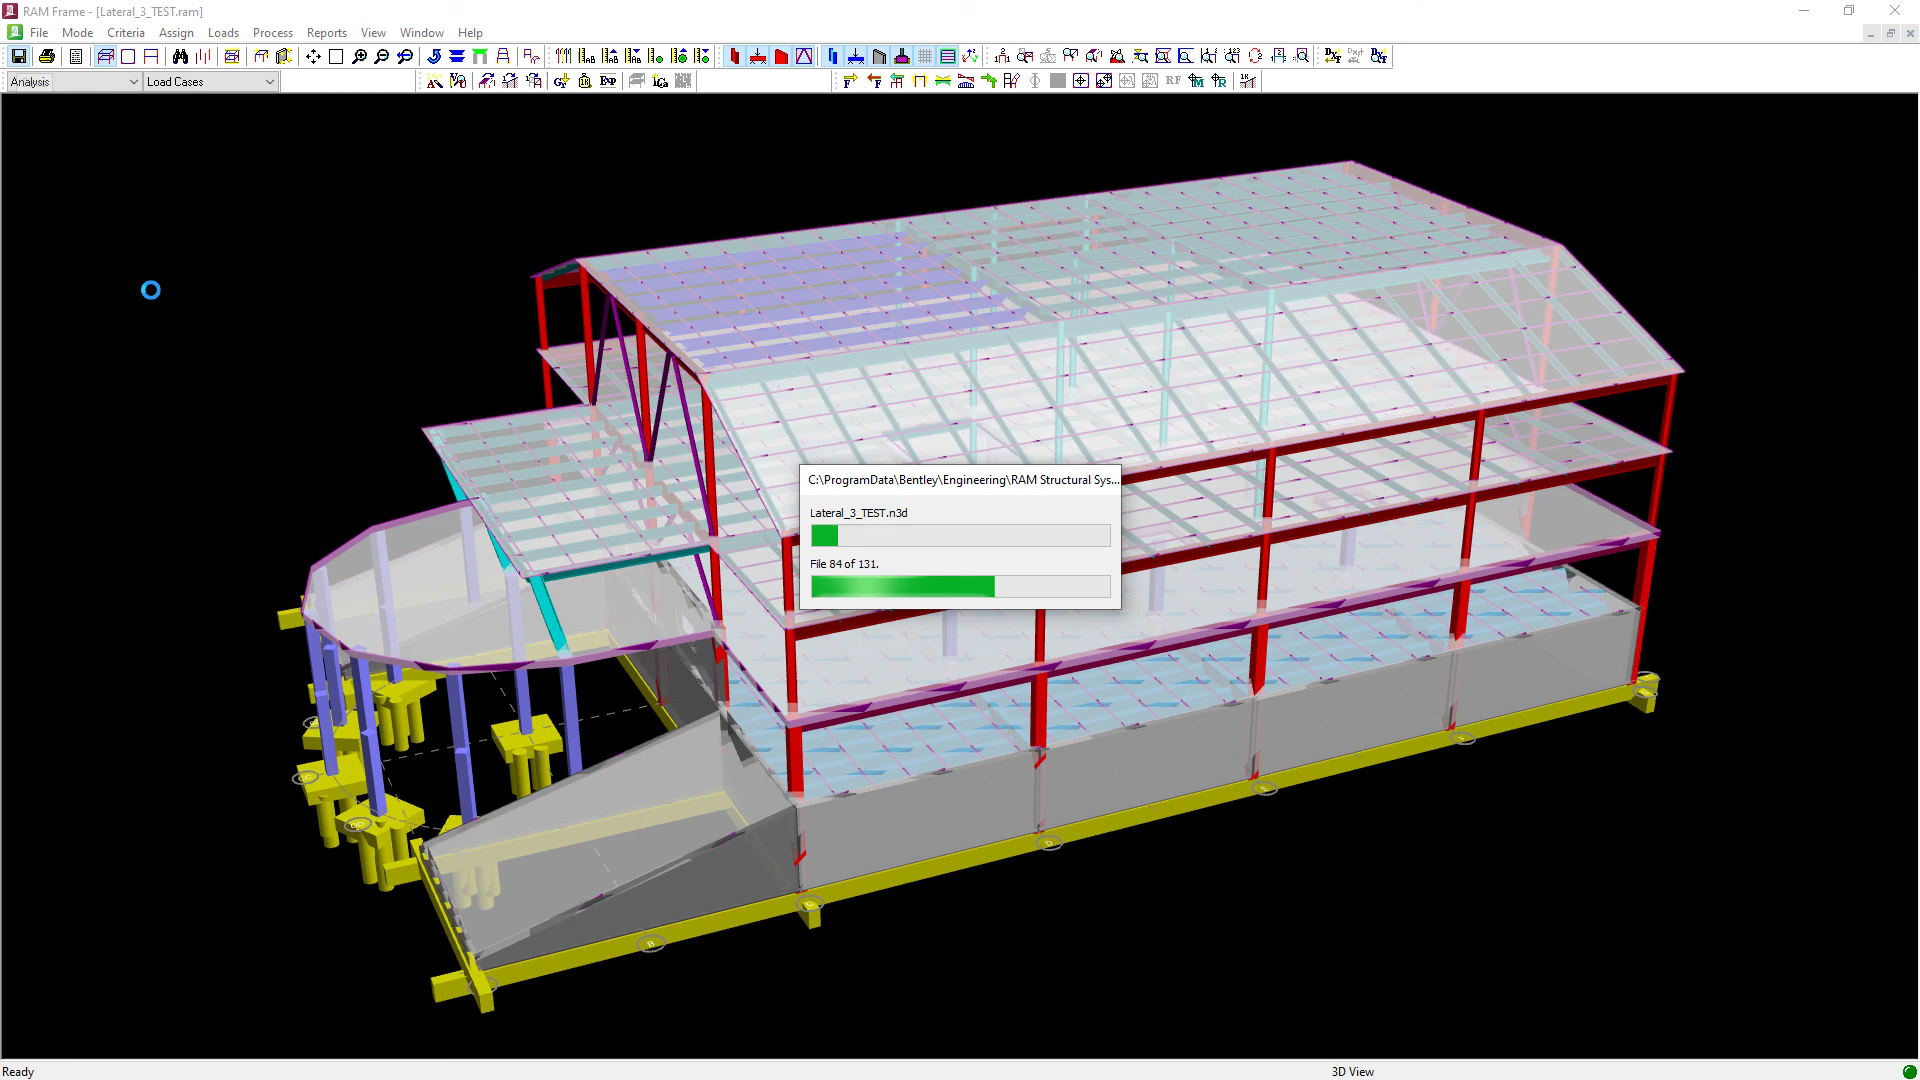 RAM Frame - [Lateral_3_TEST.ram]
File Mode Criteria Assign Loads Process Reports View Window Help
Analysis Load Cases
RF
C:\ProgramData\Bentley\Engineering\RAM Structural Sys...
Lateral_3_TEST.n3d
File 84 of 131.
D
B
Ready 3D View